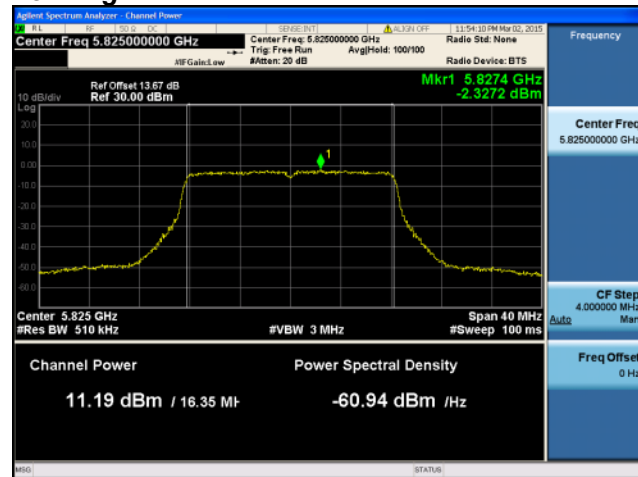 Agilent Spectrum Analyzer - Channel Power
RL RF 50 Ω DC SENSE:INT ALIGN OFF 11:54:10 PM Mar 02, 2015
Center Freq 5.825000000 GHz
Center Freq: 5.825000000 GHz
Radio Std: None
Trig: Free Run Avg|Hold: 100/100
#IFGain:Low #Atten: 20 dB Radio Device: BTS
Frequency
Mkr1 5.8274 GHz
-2.3272 dBm
Ref Offset 13.67 dB
10 dB/div Ref 30.00 dBm
Log
20.0
10.0
0.00
-10.0
-20.0
-30.0
-40.0
-50.0
-60.0
1
Center Freq
5.825000000 GHz
Center 5.825 GHz Span 40 MHz
#Res BW 510 kHz #VBW 3 MHz #Sweep 100 ms
CF Step
4.000000 MHz
Auto Man
Freq Offset
0 Hz
Channel Power Power Spectral Density
11.19 dBm / 16.35 MH -60.94 dBm /Hz
MSG STATUS